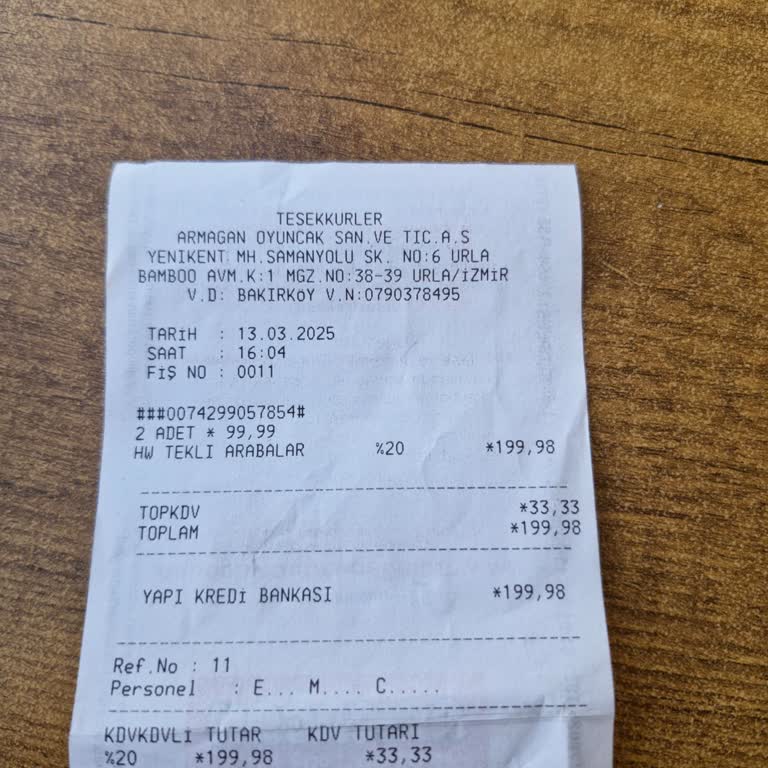 TESEKKURLER
ARMAGAN OYUNCAK SAN.VE TIC.A.S
YENIKENT MH.SAMANYOLU SK. NO:6 URLA
BAMBOO AVM.K:1 MGZ.NO:38-39 URLA/İZMİR
V.D: BAKIRKÖY V.N:0790378495
TARİH : 13.03.2025
SAAT : 16:04
FİŞ NO : 0011
###0074299057854#
2 ADET * 99,99
HW TEKLI ARABALAR %20 *199,98
TOPKDV *33,33
TOPLAM *199,98
YAPI KREDİ BANKASI *199,98
Ref.No : 11
Personel : E... M.... C.....
KDVKDVLİ TUTAR KDV TUTARI
%20 *199,98 *33,33